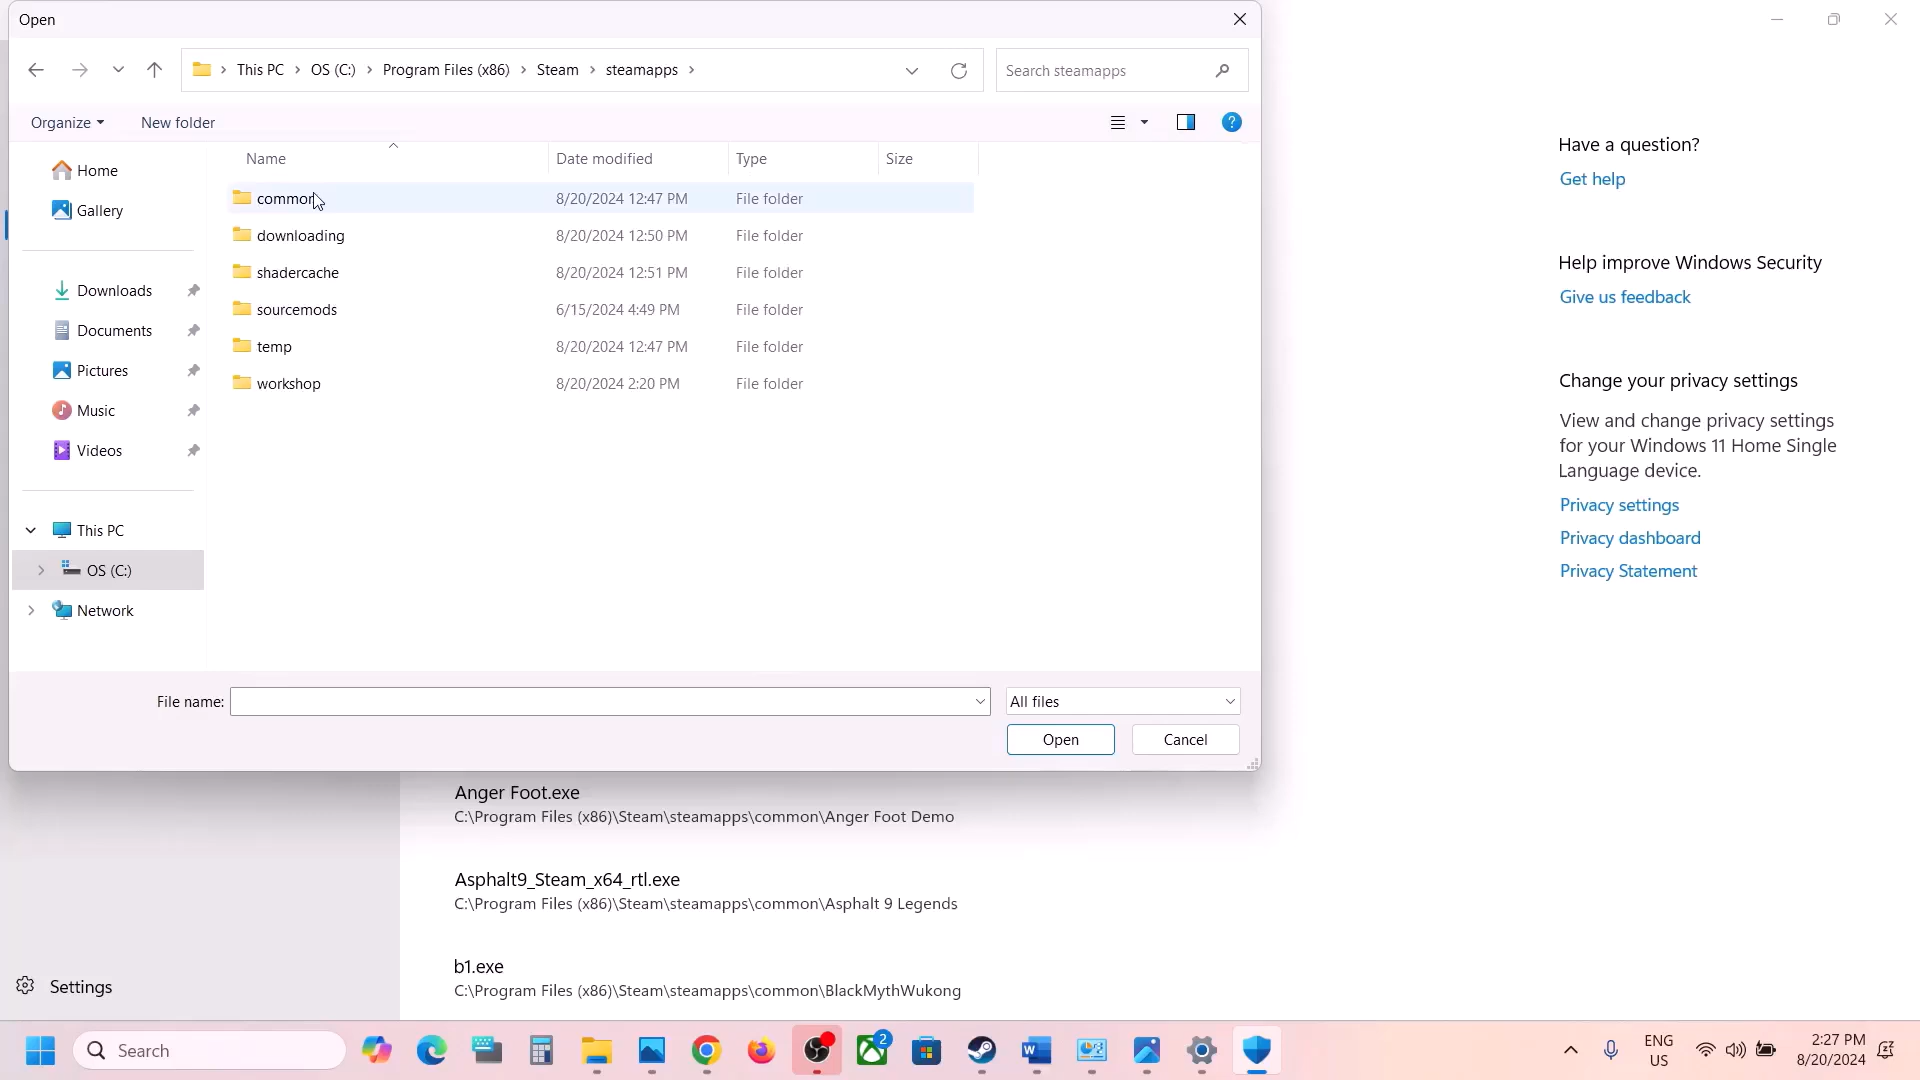 Open
This PC
OS (C:)
Program Files (x86)
Steam
steamapps
Search steamapps
Organize
New folder
Name
Date modified
Type
Size
Home
Gallery
Downloads
Documents
Pictures
Music
Videos
This PC
OS (C:)
Network
common 8/20/2024 12:47 PM File folder
downloading 8/20/2024 12:50 PM File folder
shadercache 8/20/2024 12:51 PM File folder
sourcemods 6/15/2024 4:49 PM File folder
temp 8/20/2024 12:47 PM File folder
workshop 8/20/2024 2:20 PM File folder
File name:
All files
Open
Cancel
Have a question?
Get help
Help improve Windows Security
Give us feedback
Change your privacy settings
View and change privacy settings
for your Windows 11 Home Single
Language device.
Privacy settings
Privacy dashboard
Privacy Statement
Anger Foot.exe
C:\Program Files (x86)\Steam\steamapps\common\Anger Foot Demo
Asphalt9_Steam_x64_rtl.exe
C:\Program Files (x86)\Steam\steamapps\common\Asphalt 9 Legends
b1.exe
C:\Program Files (x86)\Steam\steamapps\common\BlackMythWukong
Settings
Search
2
ENG
US
2:27 PM
8/20/2024